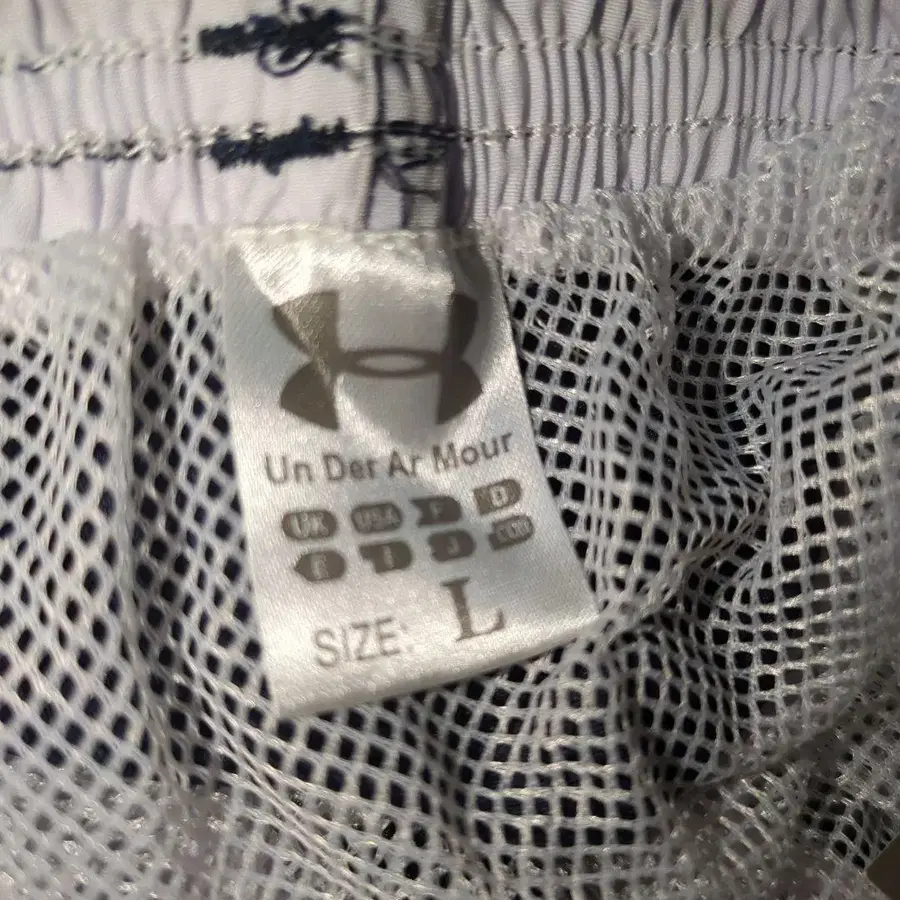 Un Der Ar Mour
UK USA F D
E I J
SIZE: L